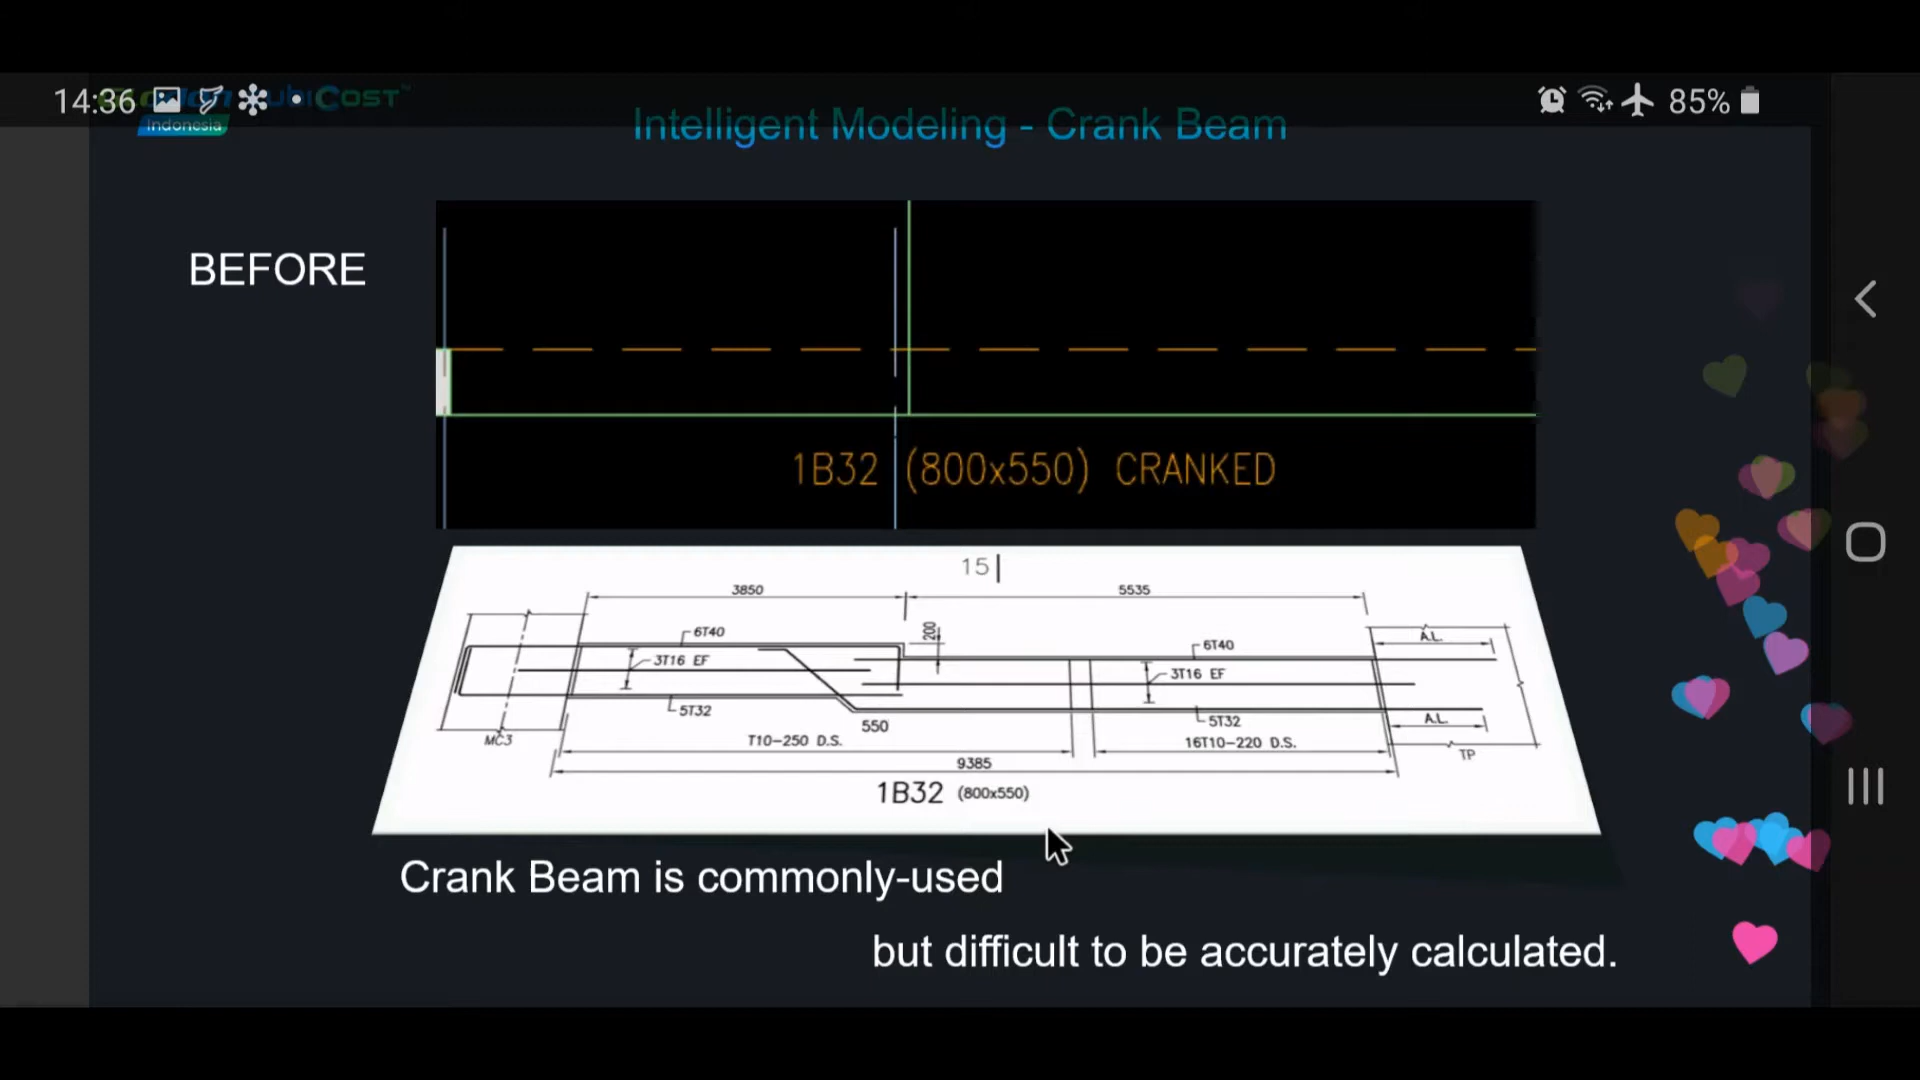 14:36
85%
CubiCost™
Indonesia
Intelligent Modeling - Crank Beam
BEFORE
1B32 (800x550) CRANKED
15
3850
5535
200
6T40
6T40
A.L.
3T16 EF
3T16 EF
5T32
5T32
A.L.
550
MC3
T10-250 D.S.
16T10-220 D.S.
TP
9385
1B32 (800x550)
Crank Beam is commonly-used
but difficult to be accurately calculated.